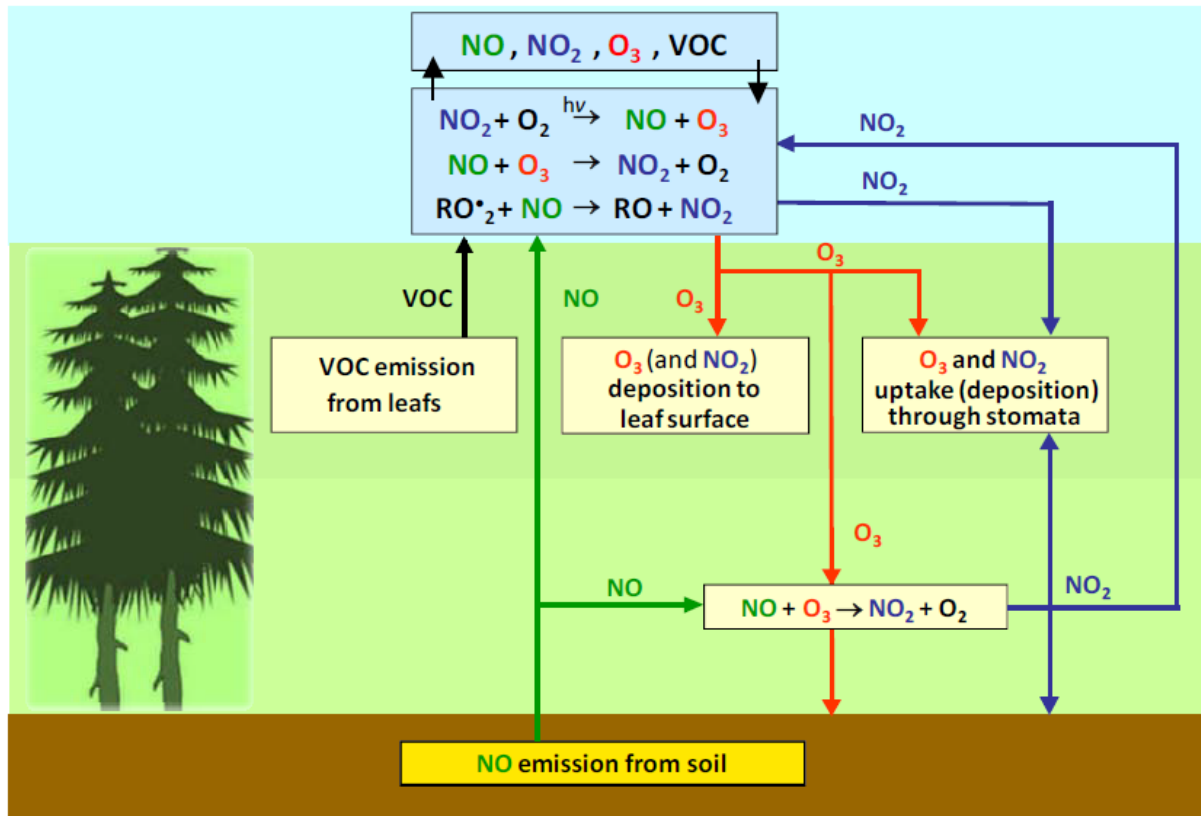 NO , NO₂ , O₃ , VOC
NO₂ + O₂ hν → NO + O₃
NO + O₃ → NO₂ + O₂
RO•₂ + NO → RO + NO₂
NO₂
NO₂
VOC
NO
O₃
O₃
VOC emission
from leafs
O₃ (and NO₂)
deposition to
leaf surface
O₃ and NO₂
uptake (deposition)
through stomata
O₃
NO
NO₂
NO + O₃ → NO₂ + O₂
NO emission from soil